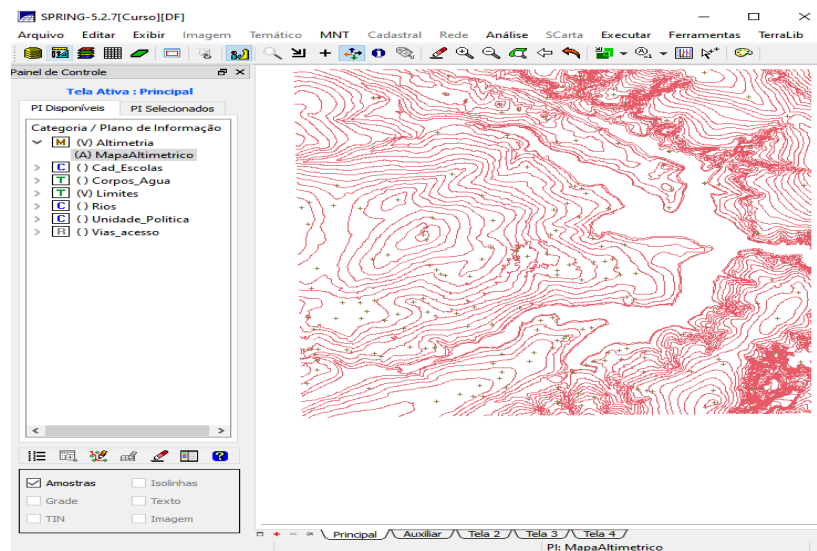 SPRING-5.2.7[Curso][DF]
Arquivo Editar Exibir Imagem Temático MNT Cadastral Rede Análise SCarta Executar Ferramentas TerraLib
Painel de Controle
Tela Ativa : Principal
PI Disponíveis PI Selecionados
Categoria / Plano de Informação
M (V) Altimetria
(A) MapaAltimetrico
C ( ) Cad_Escolas
T ( ) Corpos_Agua
T (V) Limites
C ( ) Rios
C ( ) Unidade_Politica
R ( ) Vias_acesso
Amostras Isolinhas
Grade Texto
TIN Imagem
Principal Auxiliar Tela 2 Tela 3 Tela 4
PI: MapaAltimetrico